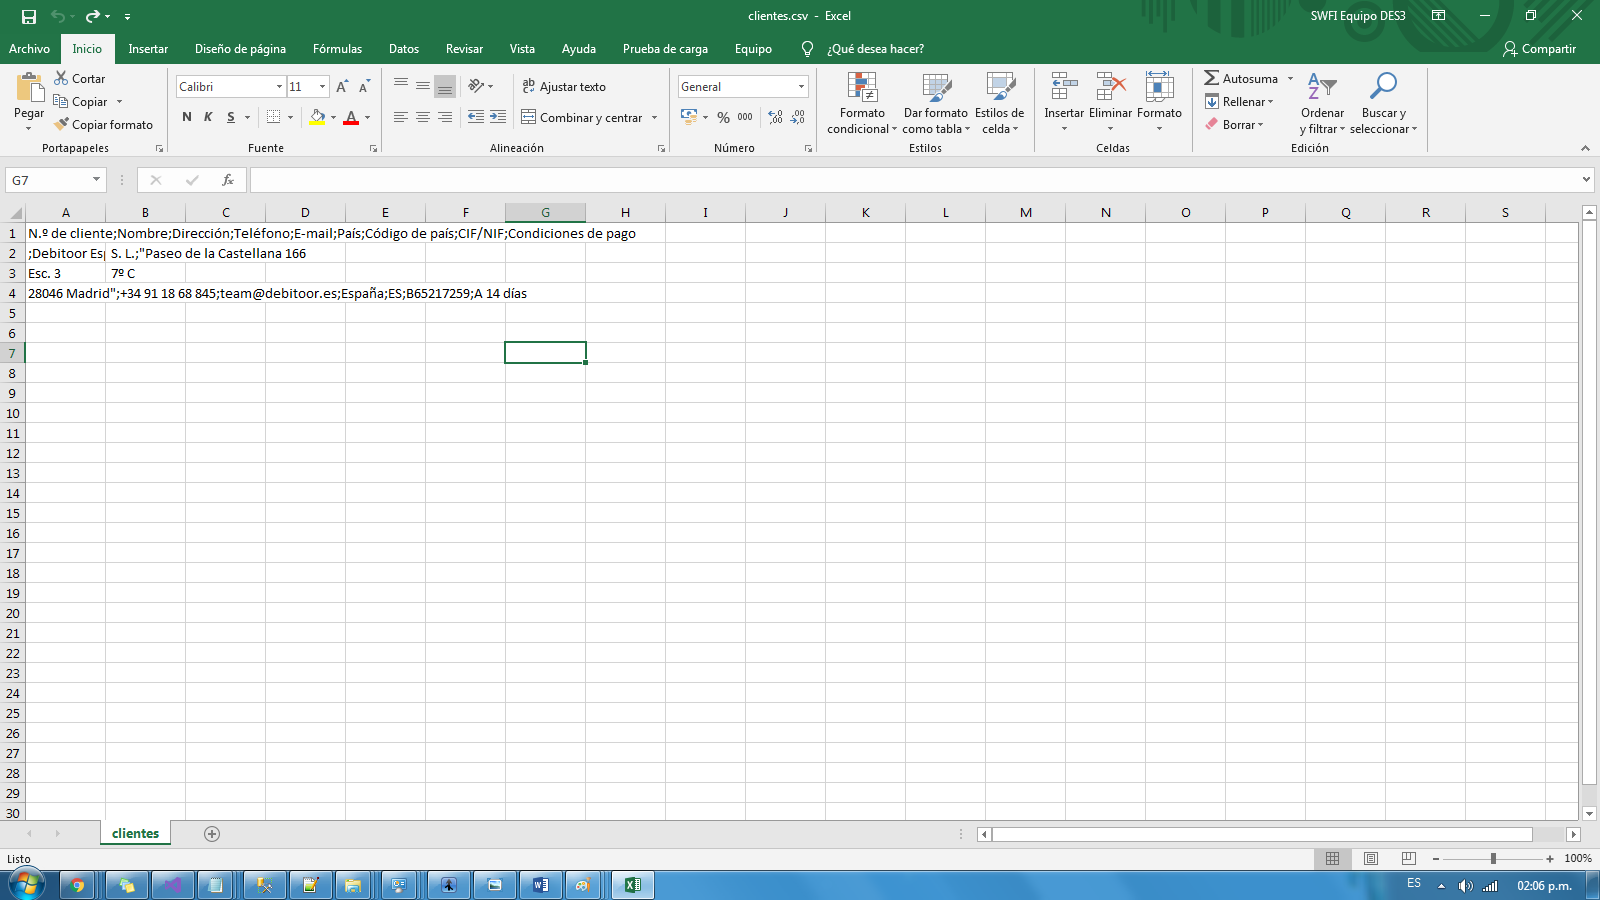 clientes.csv - Excel
SWFI Equipo DES3
Archivo Inicio Insertar Diseño de página Fórmulas Datos Revisar Vista Ayuda Prueba de carga Equipo ¿Qué desea hacer? Compartir
Pegar
Cortar
Copiar
Copiar formato
Portapapeles
Calibri 11
N K S
Fuente
Ajustar texto
Combinar y centrar
Alineación
General
% 000
Número
Formato condicional
Dar formato como tabla
Estilos de celda
Estilos
Insertar Eliminar Formato
Celdas
Autosuma
Rellenar
Borrar
Ordenar y filtrar
Buscar y seleccionar
Edición
G7
fx
A B C D E F G H I J K L M N O P Q R S
1 N.º de cliente;Nombre;Dirección;Teléfono;E-mail;País;Código de país;CIF/NIF;Condiciones de pago
2 ;Debitoor Esp S. L.;"Paseo de la Castellana 166
3 Esc. 3 7º C
4 28046 Madrid";+34 91 18 68 845;team@debitoor.es;España;ES;B65217259;A 14 días
5
6
7
8
9
10
11
12
13
14
15
16
17
18
19
20
21
22
23
24
25
26
27
28
29
30
clientes
Listo
100%
ES
02:06 p.m.